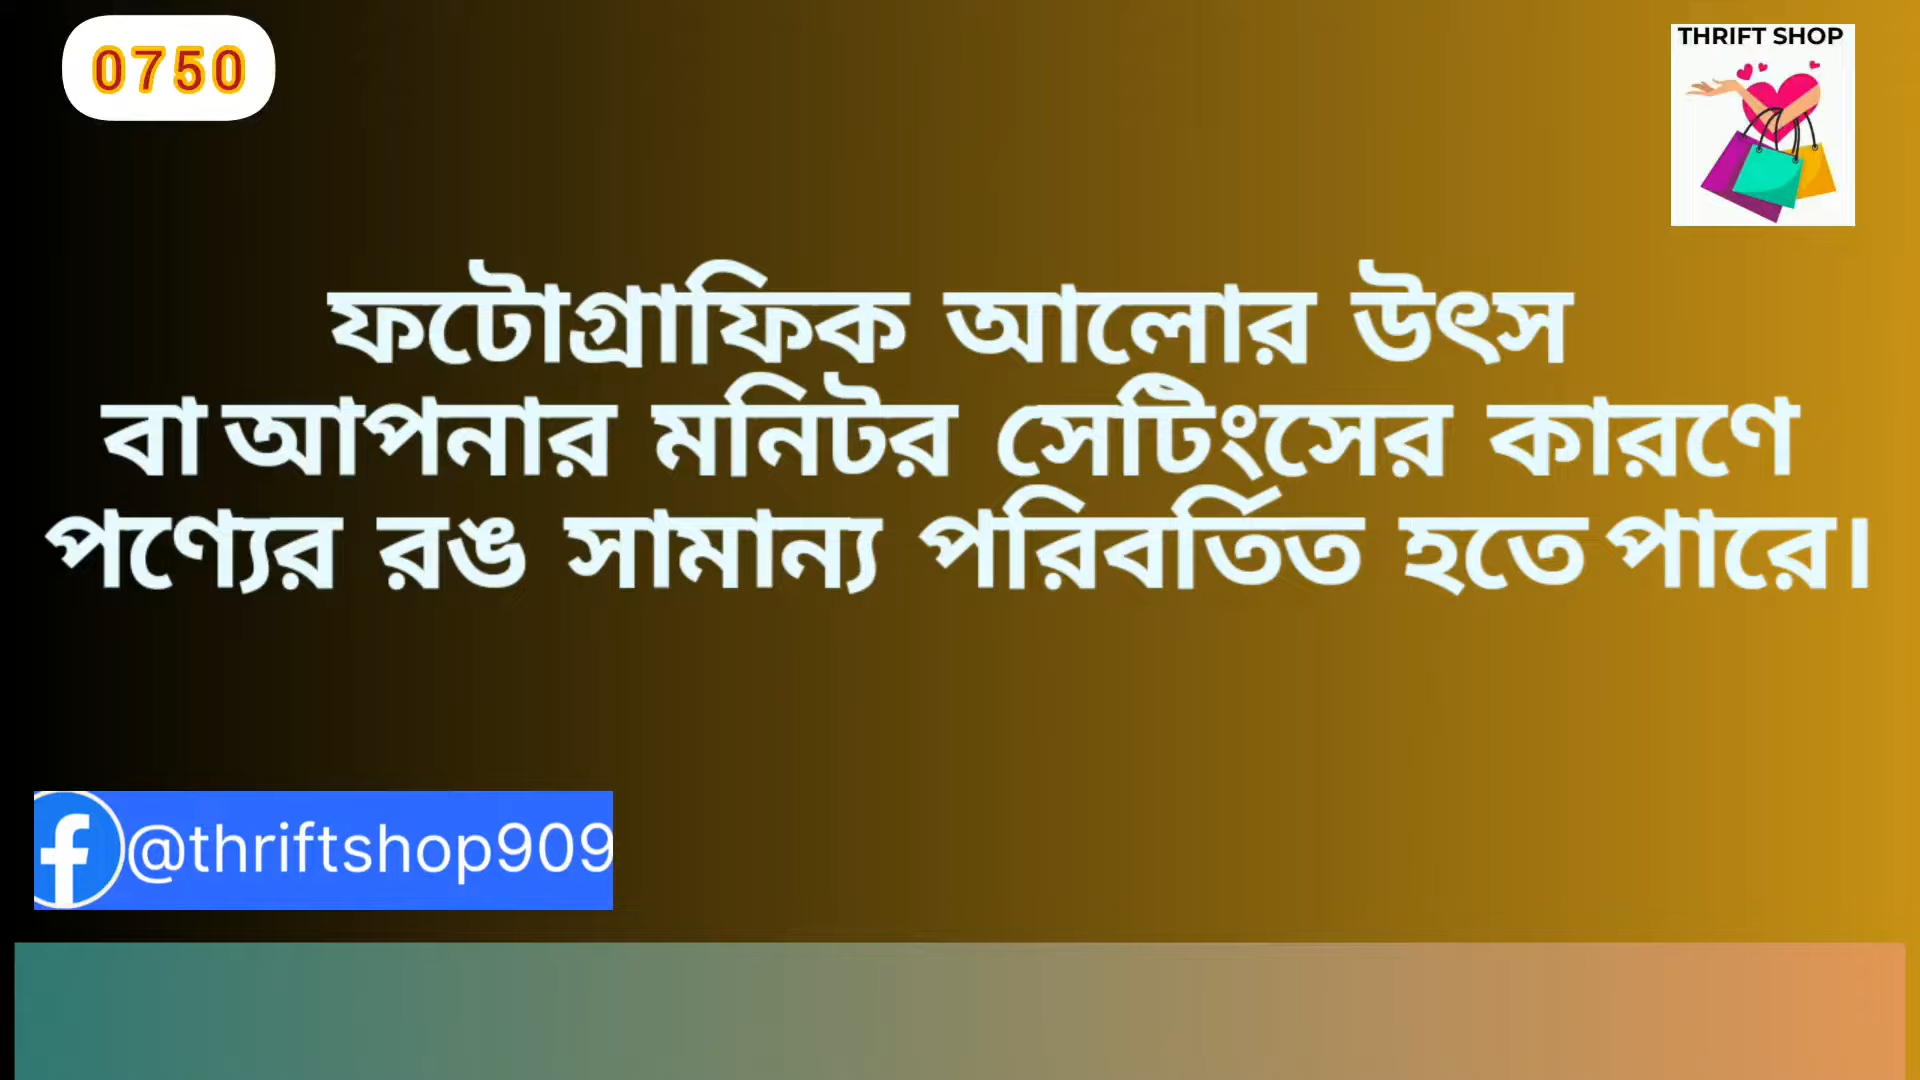 0750
THRIFT SHOP
ফটোগ্রাফিক আলোর উৎস
বা আপনার মনিটর সেটিংসের কারণে
পণ্যের রঙ সামান্য পরিবর্তিত হতে পারে।
@thriftshop909